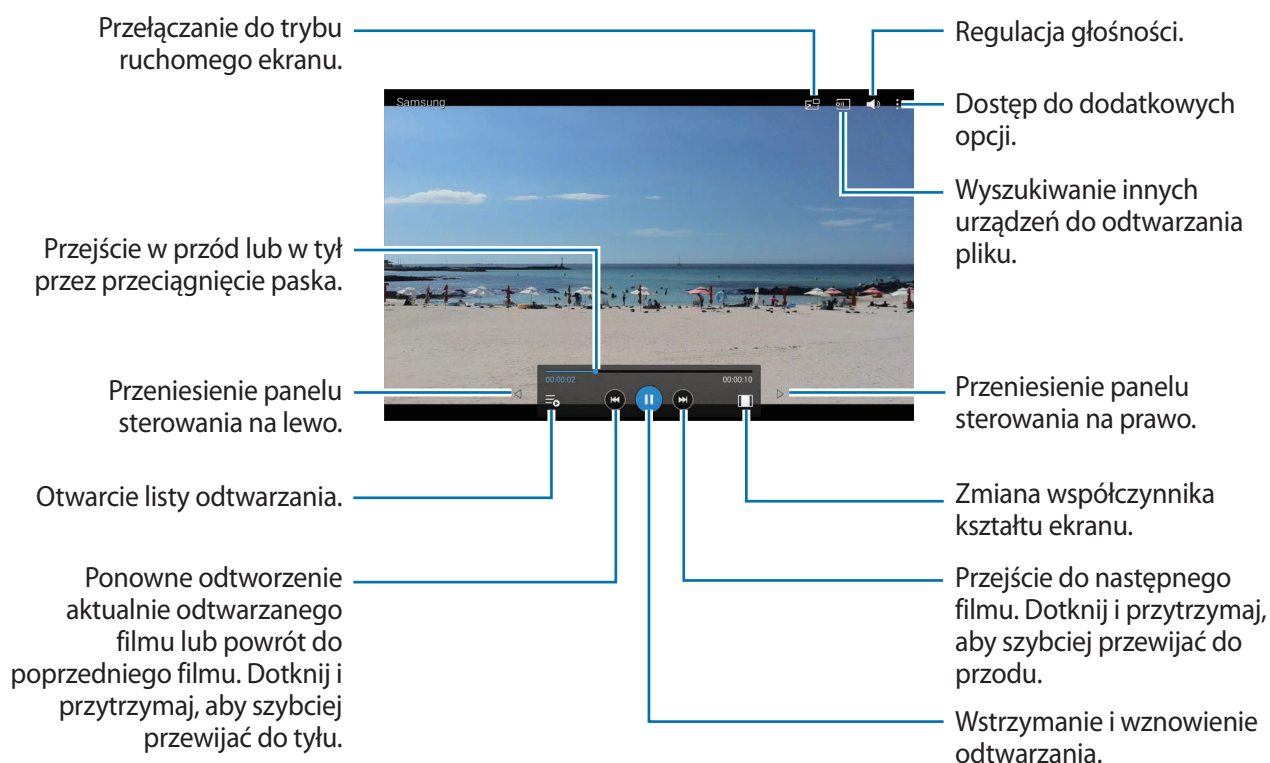 Przełączanie do trybu
ruchomego ekranu.
Regulacja głośności.
Samsung
Dostęp do dodatkowych
opcji.
Wyszukiwanie innych
urządzeń do odtwarzania
pliku.
Przejście w przód lub w tył
przez przeciągnięcie paska.
00:00:02
00:00:10
Przeniesienie panelu
sterowania na lewo.
Przeniesienie panelu
sterowania na prawo.
Otwarcie listy odtwarzania.
Zmiana współczynnika
kształtu ekranu.
Ponowne odtworzenie
aktualnie odtwarzanego
filmu lub powrót do
poprzedniego filmu. Dotknij i
przytrzymaj, aby szybciej
przewijać do tyłu.
Przejście do następnego
filmu. Dotknij i przytrzymaj,
aby szybciej przewijać do
przodu.
Wstrzymanie i wznowienie
odtwarzania.